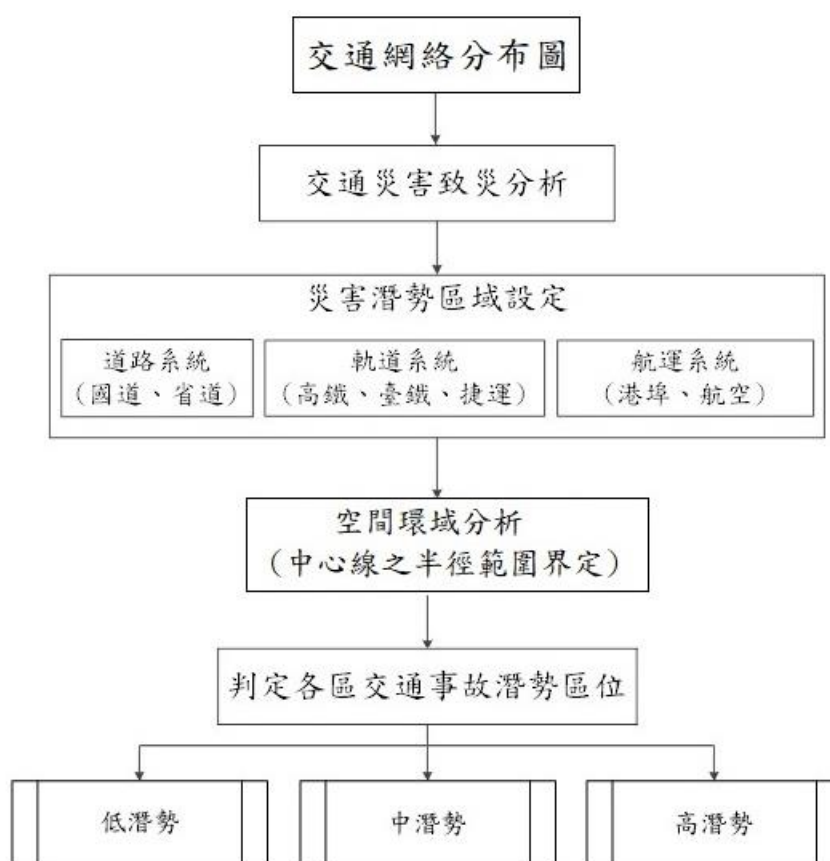 交通網絡分布圖
交通災害致災分析
災害潛勢區域設定
道路系統
(國道、省道)
軌道系統
(高鐵、臺鐵、捷運)
航運系統
(港埠、航空)
空間環域分析
(中心線之半徑範圍界定)
判定各區交通事故潛勢區位
低潛勢
中潛勢
高潛勢